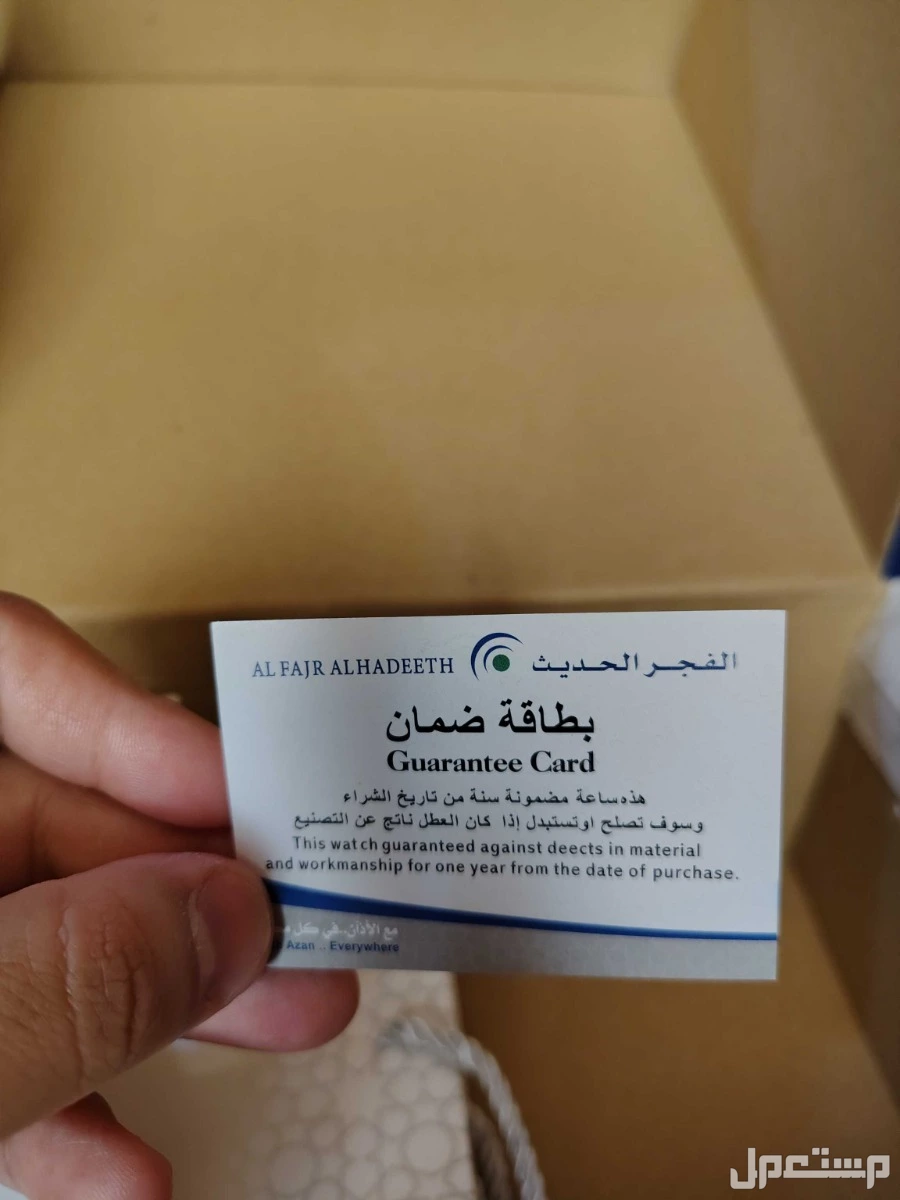 AL FAJR ALHADEETH الفجر الحديث
بطاقة ضمان
Guarantee Card
هذه ساعة مضمونة سنة من تاريخ الشراء
وسوف تصلح اوتستبدل إذا كان العطل ناتج عن التصنيع
This watch guaranteed against deects in material
and workmanship for one year from the date of purchase.
مع الأذان..في كل
Azan .. Everywhere
مستعمل